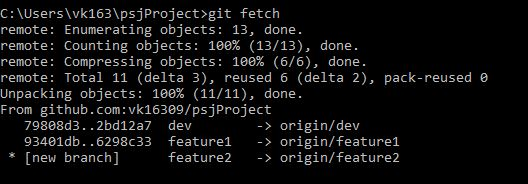 C:\Users\vk163\psjProject>git fetch
remote: Enumerating objects: 13, done.
remote: Counting objects: 100% (13/13), done.
remote: Compressing objects: 100% (6/6), done.
remote: Total 11 (delta 3), reused 6 (delta 2), pack-reused 0
Unpacking objects: 100% (11/11), done.
From github.com:vk16309/psjProject
   79808d3..2bd12a7  dev        -> origin/dev
   93401db..6298c33  feature1   -> origin/feature1
 * [new branch]      feature2   -> origin/feature2